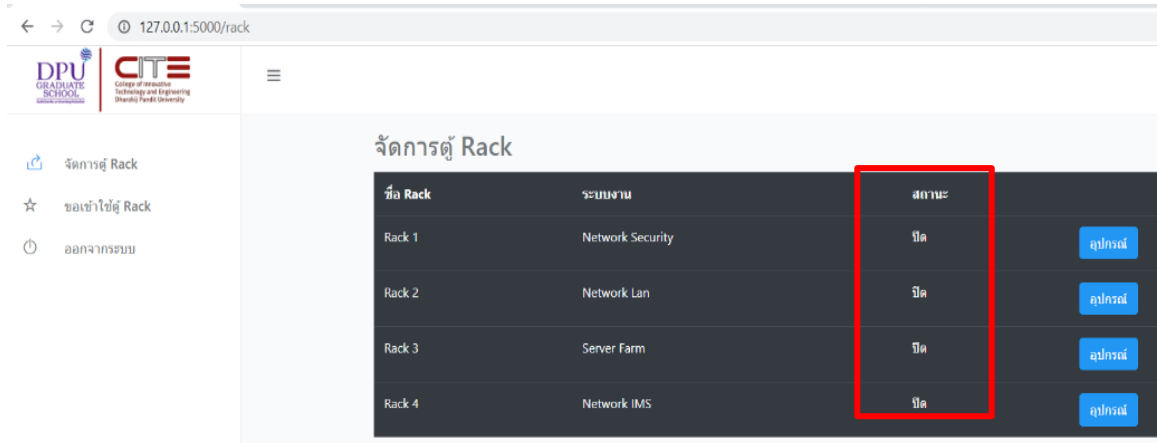 127.0.0.1:5000/rack
DPU
GRADUATE
SCHOOL
CITE
College of Innovative
Technology and Engineering
Dhurakij Pundit University
จัดการตู้ Rack
ขอเข้าใช้ตู้ Rack
ออกจากระบบ
จัดการตู้ Rack
ชื่อ Rack ระบบงาน สถานะ
Rack 1 Network Security ปิด อุปกรณ์
Rack 2 Network Lan ปิด อุปกรณ์
Rack 3 Server Farm ปิด อุปกรณ์
Rack 4 Network IMS ปิด อุปกรณ์